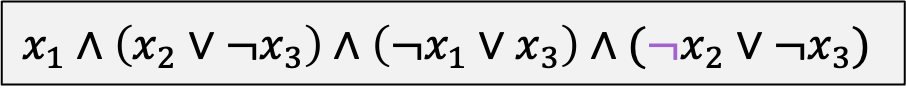 x₁ ∧ (x₂ ∨ ¬x₃) ∧ (¬x₁ ∨ x₃) ∧ (¬x₂ ∨ ¬x₃)